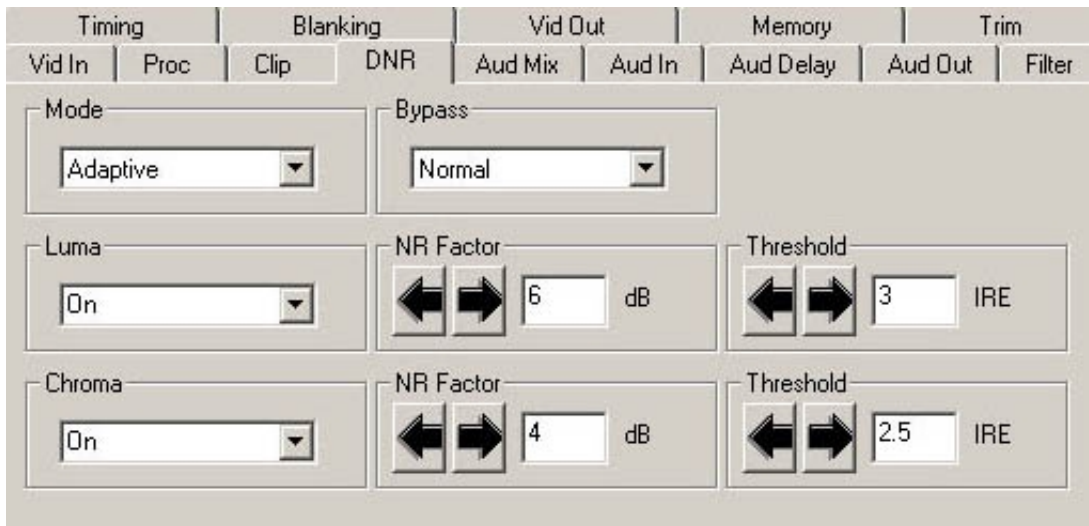 Timing Blanking Vid Out Memory Trim
Vid In Proc Clip DNR Aud Mix Aud In Aud Delay Aud Out Filter
Mode Bypass
Adaptive Normal
Luma NR Factor Threshold
On 6 dB 3 IRE
Chroma NR Factor Threshold
On 4 dB 2.5 IRE